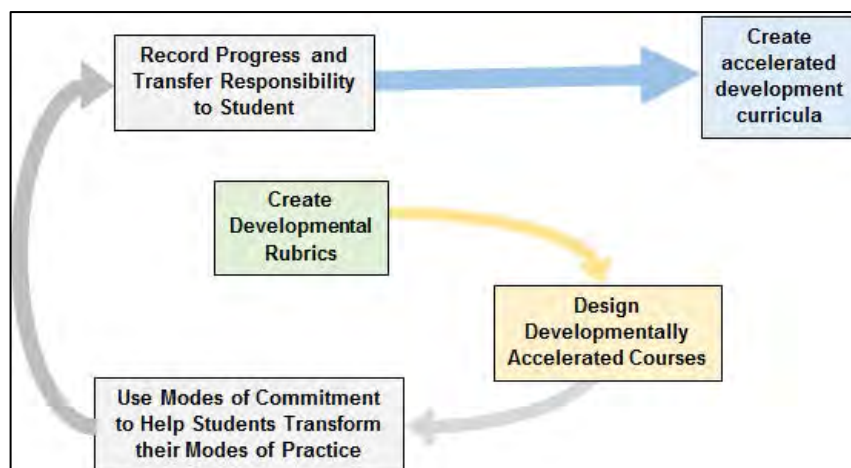 Record Progress and
Transfer Responsibility
to Student
Create
accelerated
development
curricula
Create
Developmental
Rubrics
Design
Developmentally
Accelerated Courses
Use Modes of Commitment
to Help Students Transform
their Modes of Practice